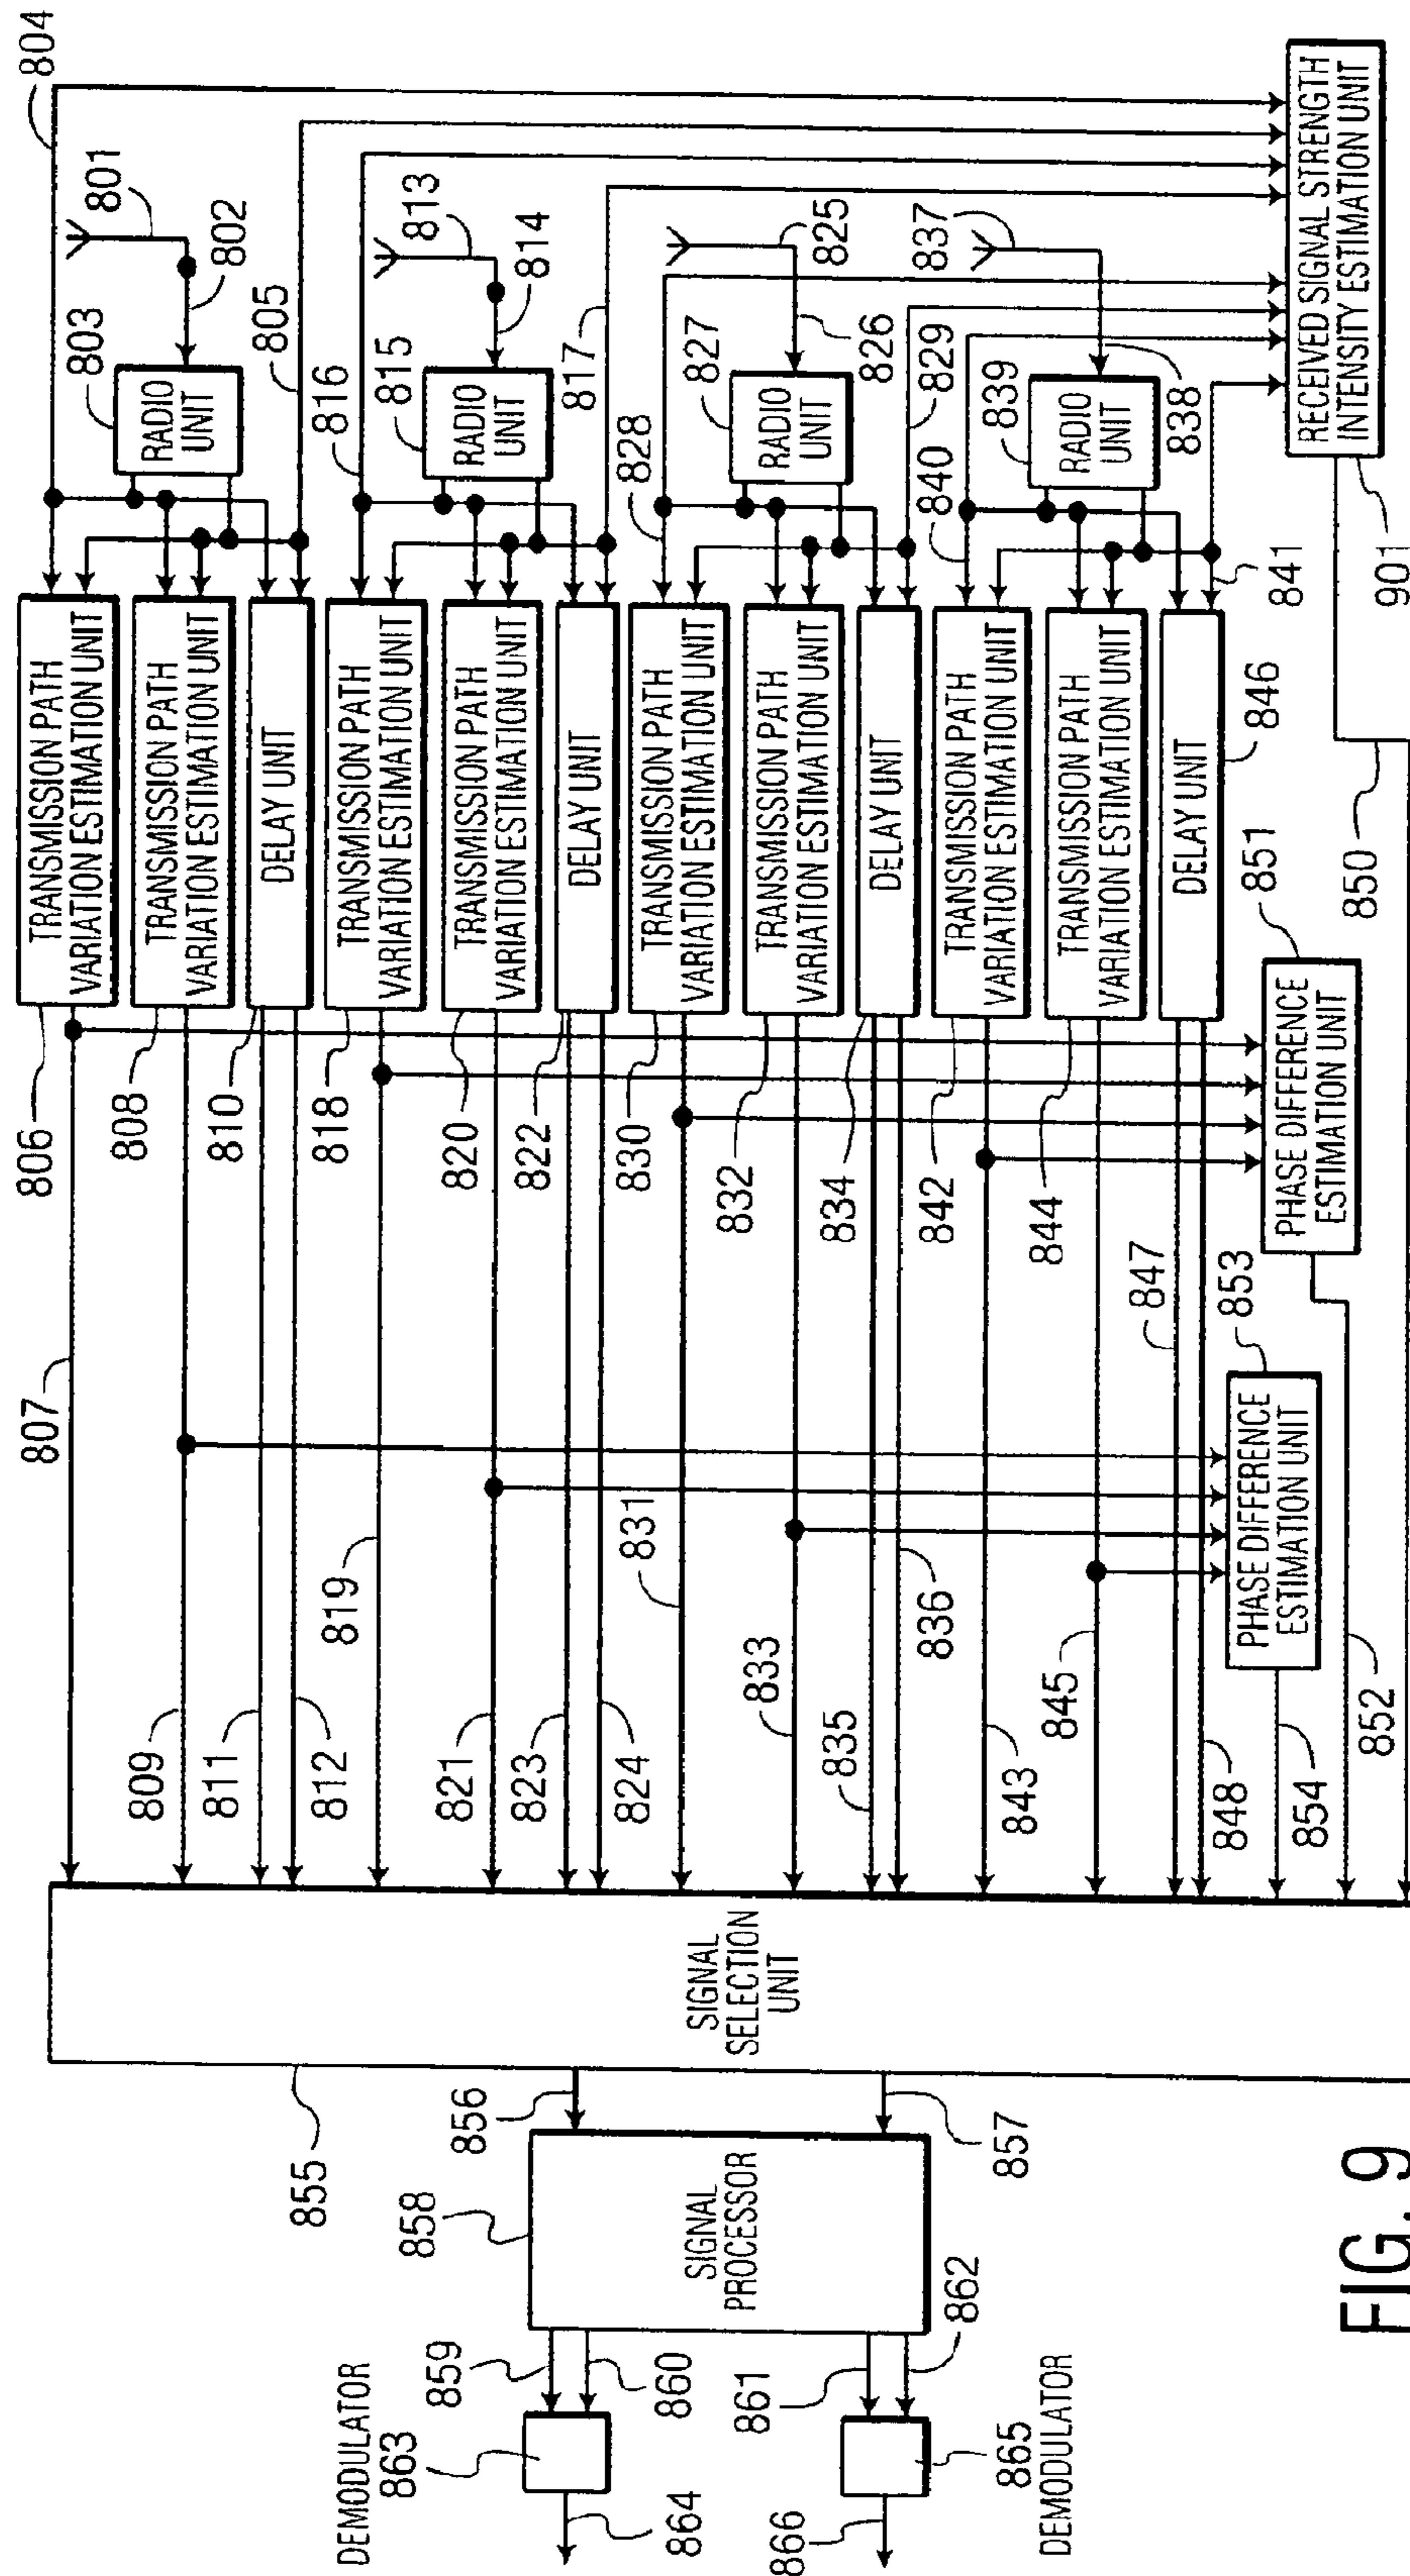 804
801
802
803
RADIO
UNIT
805
TRANSMISSION PATH
VARIATION ESTIMATION UNIT
806
807
TRANSMISSION PATH
VARIATION ESTIMATION UNIT
808
809
DELAY UNIT
810
811
812
813
814
815
RADIO
UNIT
816
817
TRANSMISSION PATH
VARIATION ESTIMATION UNIT
818
819
TRANSMISSION PATH
VARIATION ESTIMATION UNIT
820
821
DELAY UNIT
822
823
824
825
826
827
RADIO
UNIT
828
829
TRANSMISSION PATH
VARIATION ESTIMATION UNIT
830
831
TRANSMISSION PATH
VARIATION ESTIMATION UNIT
832
833
DELAY UNIT
834
835
836
837
838
839
RADIO
UNIT
840
841
TRANSMISSION PATH
VARIATION ESTIMATION UNIT
842
843
TRANSMISSION PATH
VARIATION ESTIMATION UNIT
844
845
DELAY UNIT
846
847
848
RECEIVED SIGNAL STRENGTH
INTENSITY ESTIMATION UNIT
901
850
851
PHASE DIFFERENCE
ESTIMATION UNIT
852
853
PHASE DIFFERENCE
ESTIMATION UNIT
854
SIGNAL
SELECTION
UNIT
855
856
857
858
SIGNAL
PROCESSOR
859
860
861
862
DEMODULATOR
863
864
865
DEMODULATOR
866
FIG. 9